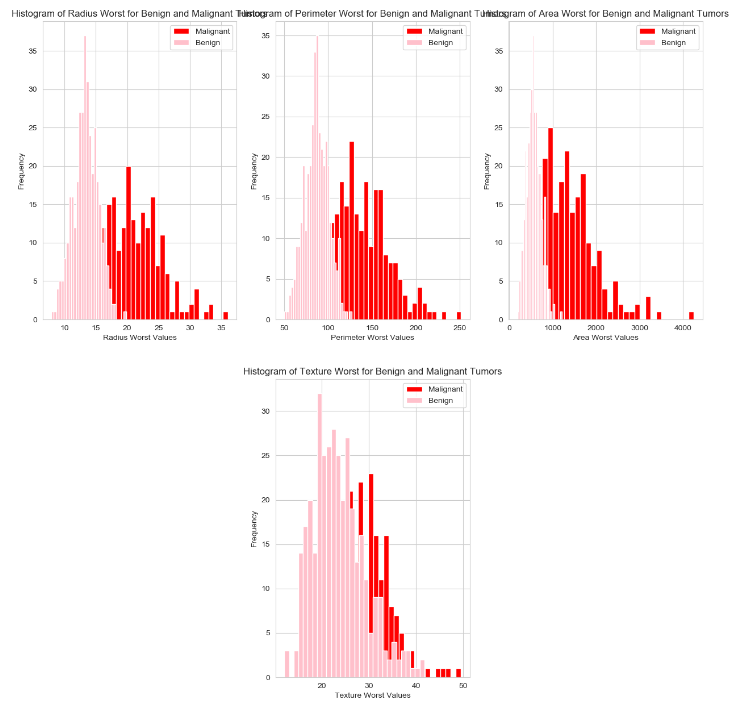 Histogram of Radius Worst for Benign and Malignant Tumors
Malignant
Benign
Frequency
35
30
25
20
15
10
5
0
10
15
20
25
30
35
Radius Worst Values
Histogram of Perimeter Worst for Benign and Malignant Tumors
Malignant
Benign
Frequency
35
30
25
20
15
10
5
0
50
100
150
200
250
Perimeter Worst Values
Histogram of Area Worst for Benign and Malignant Tumors
Malignant
Benign
Frequency
35
30
25
20
15
10
5
0
0
1000
2000
3000
4000
Area Worst Values
Histogram of Texture Worst for Benign and Malignant Tumors
Malignant
Benign
Frequency
30
25
20
15
10
5
0
20
30
40
50
Texture Worst Values